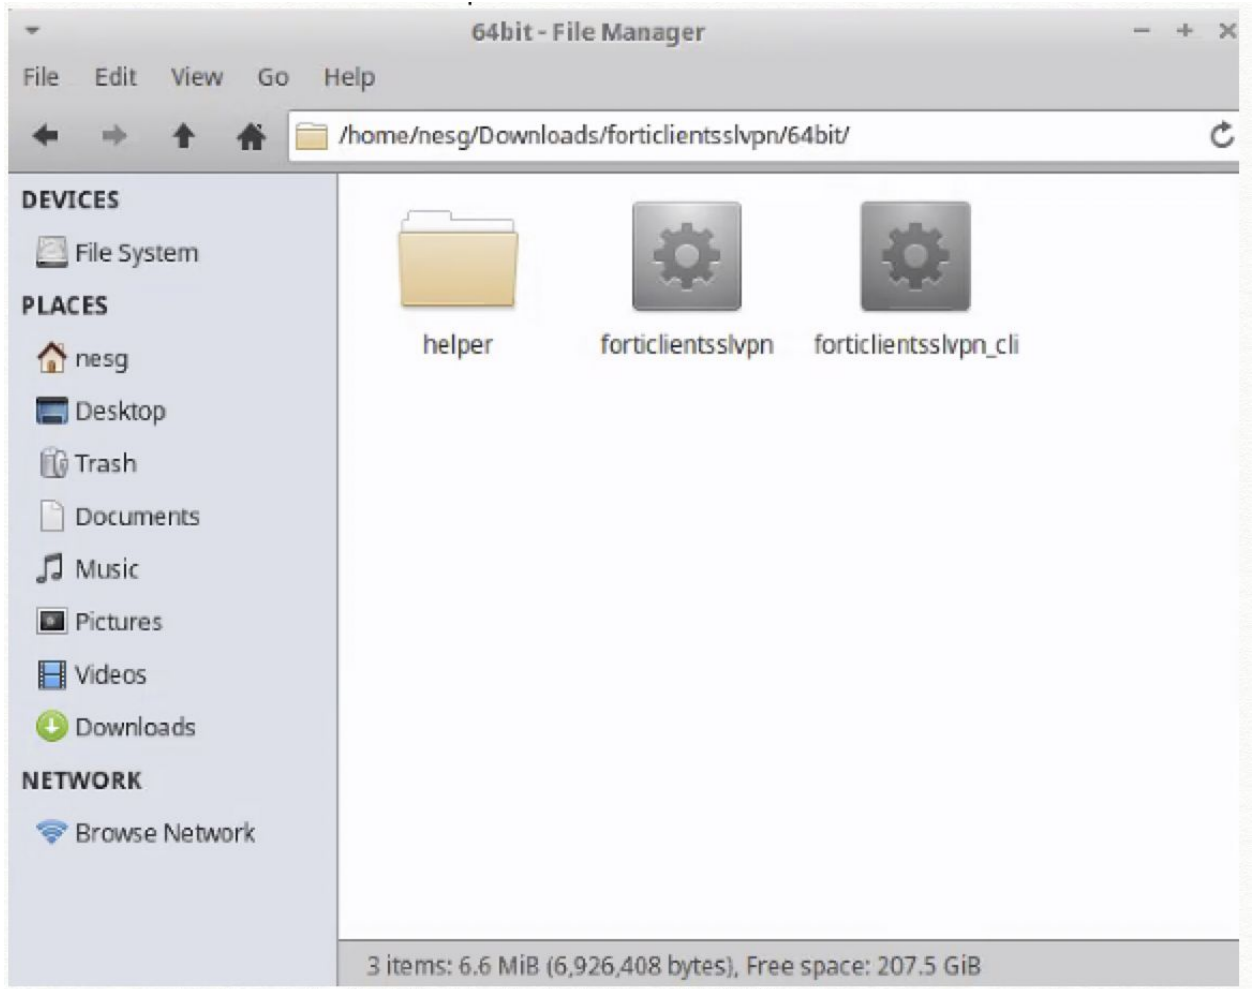 64bit - File Manager
File Edit View Go Help
/home/nesg/Downloads/forticlientsslvpn/64bit/
DEVICES
File System
PLACES
nesg
Desktop
Trash
Documents
Music
Pictures
Videos
Downloads
NETWORK
Browse Network
helper forticlientsslvpn forticlientsslvpn_cli
3 items: 6.6 MiB (6,926,408 bytes), Free space: 207.5 GiB